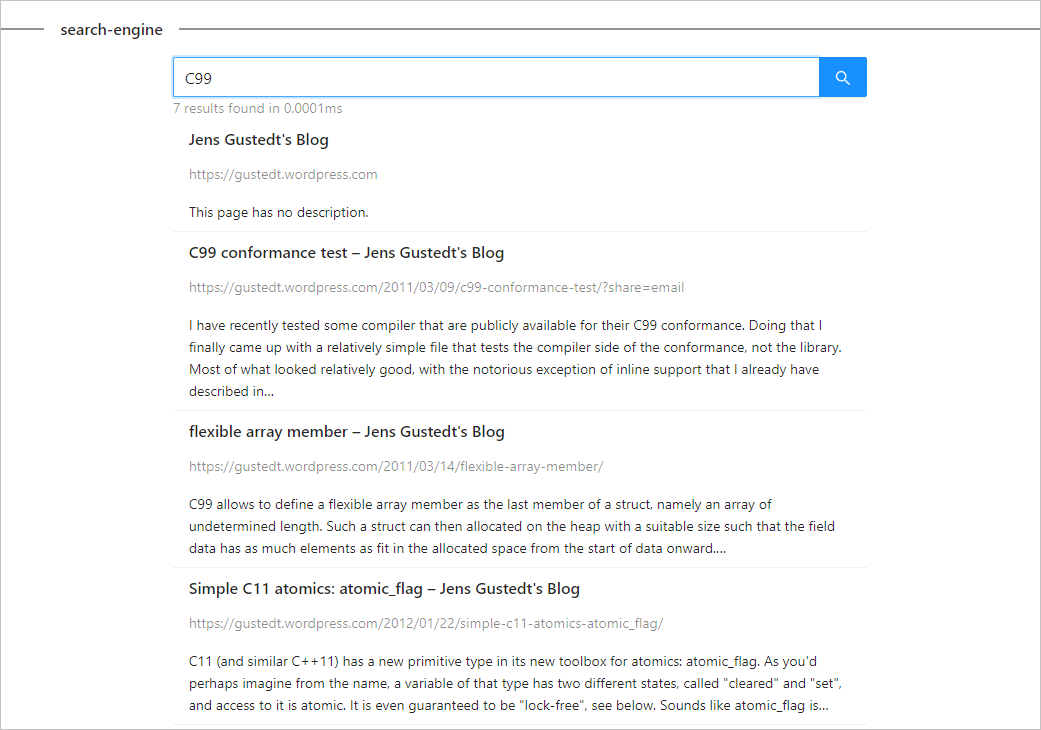 search-engine
C99
7 results found in 0.0001ms
Jens Gustedt's Blog
https://gustedt.wordpress.com
This page has no description.
C99 conformance test – Jens Gustedt's Blog
https://gustedt.wordpress.com/2011/03/09/c99-conformance-test/?share=email
I have recently tested some compiler that are publicly available for their C99 conformance. Doing that I
finally came up with a relatively simple file that tests the compiler side of the conformance, not the library.
Most of what looked relatively good, with the notorious exception of inline support that I already have
described in...
flexible array member – Jens Gustedt's Blog
https://gustedt.wordpress.com/2011/03/14/flexible-array-member/
C99 allows to define a flexible array member as the last member of a struct, namely an array of
undetermined length. Such a struct can then allocated on the heap with a suitable size such that the field
data has as much elements as fit in the allocated space from the start of data onward....
Simple C11 atomics: atomic_flag – Jens Gustedt's Blog
https://gustedt.wordpress.com/2012/01/22/simple-c11-atomics-atomic_flag/
C11 (and similar C++11) has a new primitive type in its new toolbox for atomics: atomic_flag. As you'd
perhaps imagine from the name, a variable of that type has two different states, called "cleared" and "set",
and access to it is atomic. It is even guaranteed to be "lock-free", see below. Sounds like atomic_flag is...